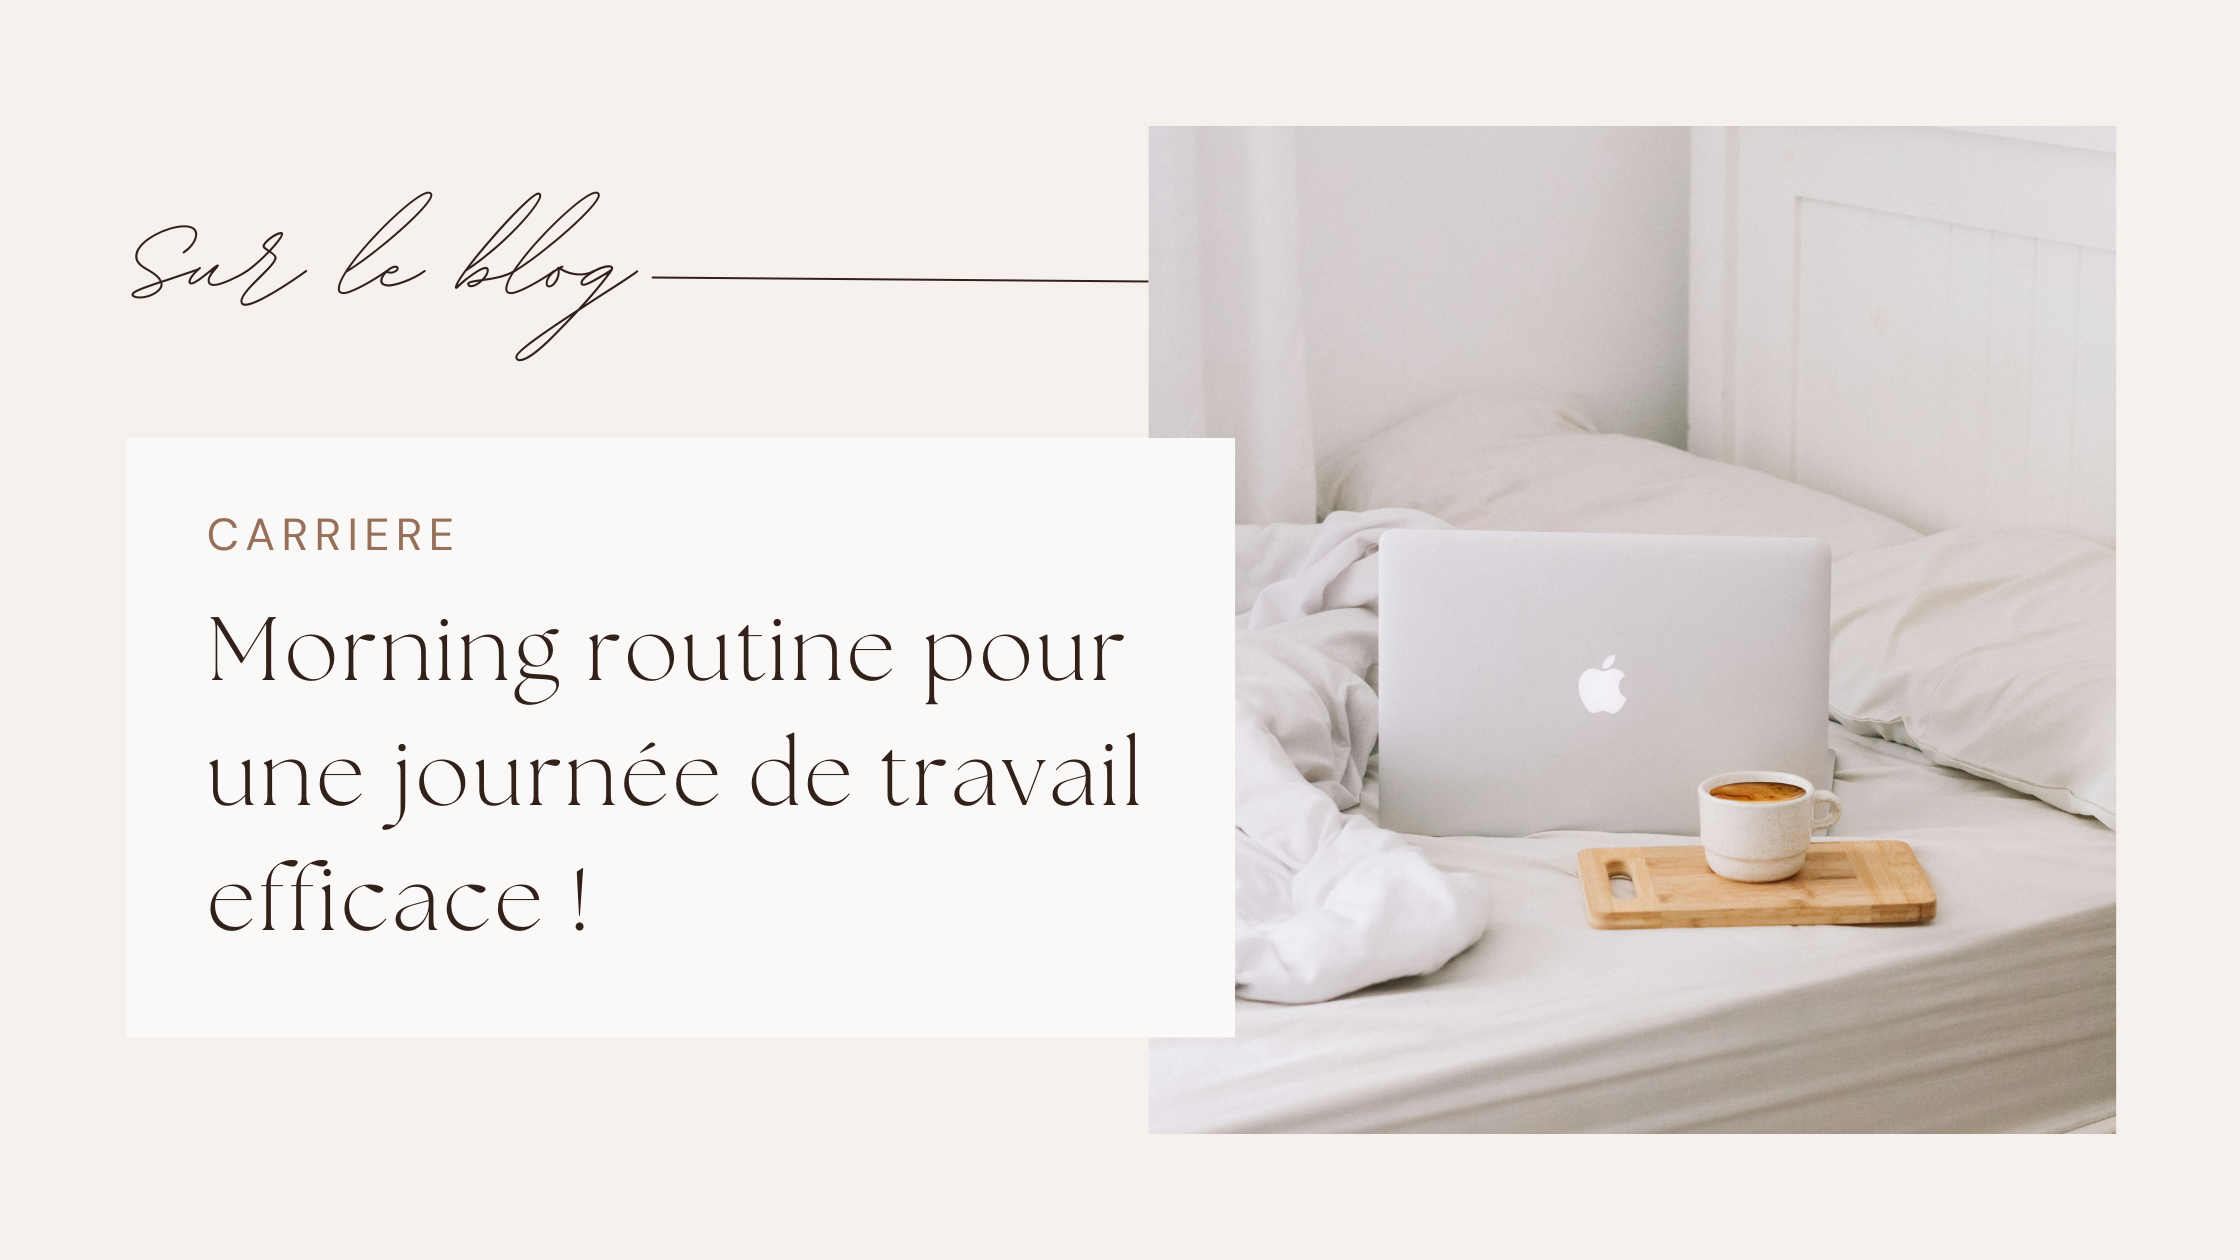 Sur le blog
CARRIERE
Morning routine pour
une journée de travail
efficace !